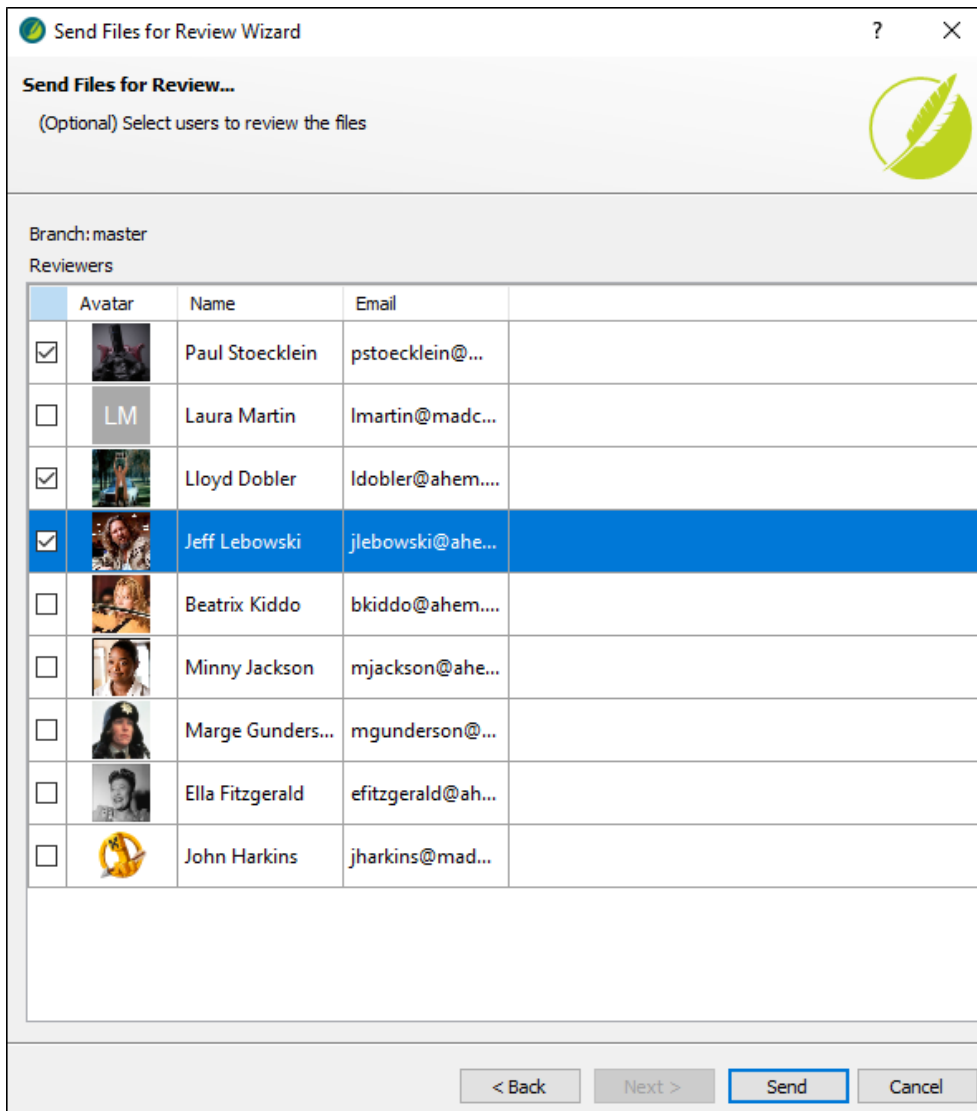 Send Files for Review Wizard ?
Send Files for Review...
(Optional) Select users to review the files
Branch: master
Reviewers
Avatar Name Email
Paul Stoecklein pstoecklein@...
LM Laura Martin lmartin@madc...
Lloyd Dobler ldobler@ahem....
Jeff Lebowski jlebowski@ahe...
Beatrix Kiddo bkiddo@ahem....
Minny Jackson mjackson@ahe...
Marge Gunders... mgunderson@...
Ella Fitzgerald efitzgerald@ah...
John Harkins jharkins@mad...
< Back Next > Send Cancel